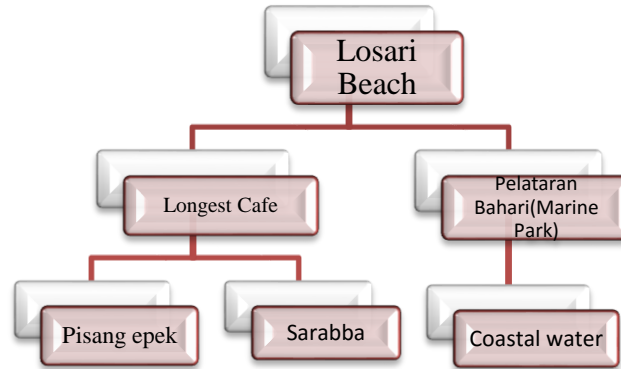 Losari
Beach
Longest Cafe
Pelataran
Bahari(Marine
Park)
Pisang epek
Sarabba
Coastal water